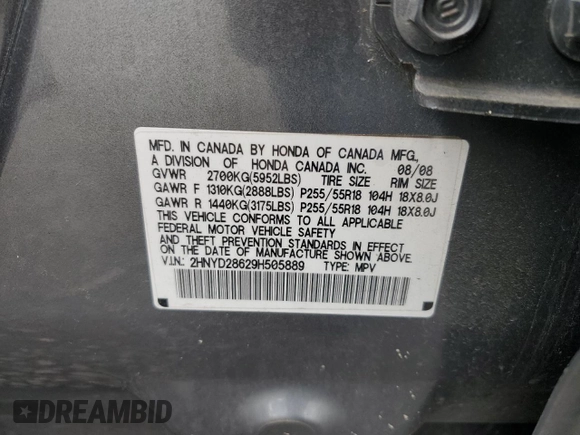 MFD. IN CANADA BY HONDA OF CANADA MFG.,
A DIVISION OF HONDA CANADA INC. 08/08
GVWR 2700KG(5952LBS) TIRE SIZE RIM SIZE
GAWR F 1310KG(2888LBS) P255/55R18 104H 18X8.0J
GAWR R 1440KG(3175LBS) P255/55R18 104H 18X8.0J
THIS VEHICLE CONFORMS TO ALL APPLICABLE
FEDERAL MOTOR VEHICLE SAFETY
AND THEFT PREVENTION STANDARDS IN EFFECT
ON THE DATE OF MANUFACTURE SHOWN ABOVE.
V.I.N.: 2HNYD28629H505889 TYPE: MPV
DREAMBID